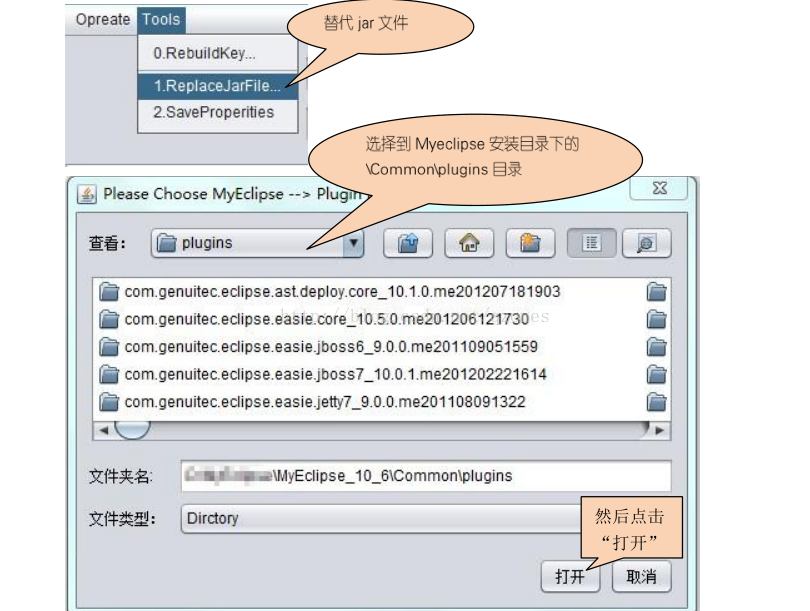 Opreate Tools
替代 jar 文件
0.RebuildKey...
1.ReplaceJarFile...
2.SaveProperities
选择到 Myeclipse 安装目录下的
\Common\plugins 目录
Please Choose MyEclipse --> Plugin
查看： plugins
com.genuitec.eclipse.ast.deploy.core_10.1.0.me201207181903
com.genuitec.eclipse.easie.core_10.5.0.me201206121730
com.genuitec.eclipse.easie.jboss6_9.0.0.me201109051559
com.genuitec.eclipse.easie.jboss7_10.0.1.me201202221614
com.genuitec.eclipse.easie.jetty7_9.0.0.me201108091322
文件夹名: \MyEclipse_10_6\Common\plugins
文件类型： Dirctory
然后点击
“打开”
打开 取消